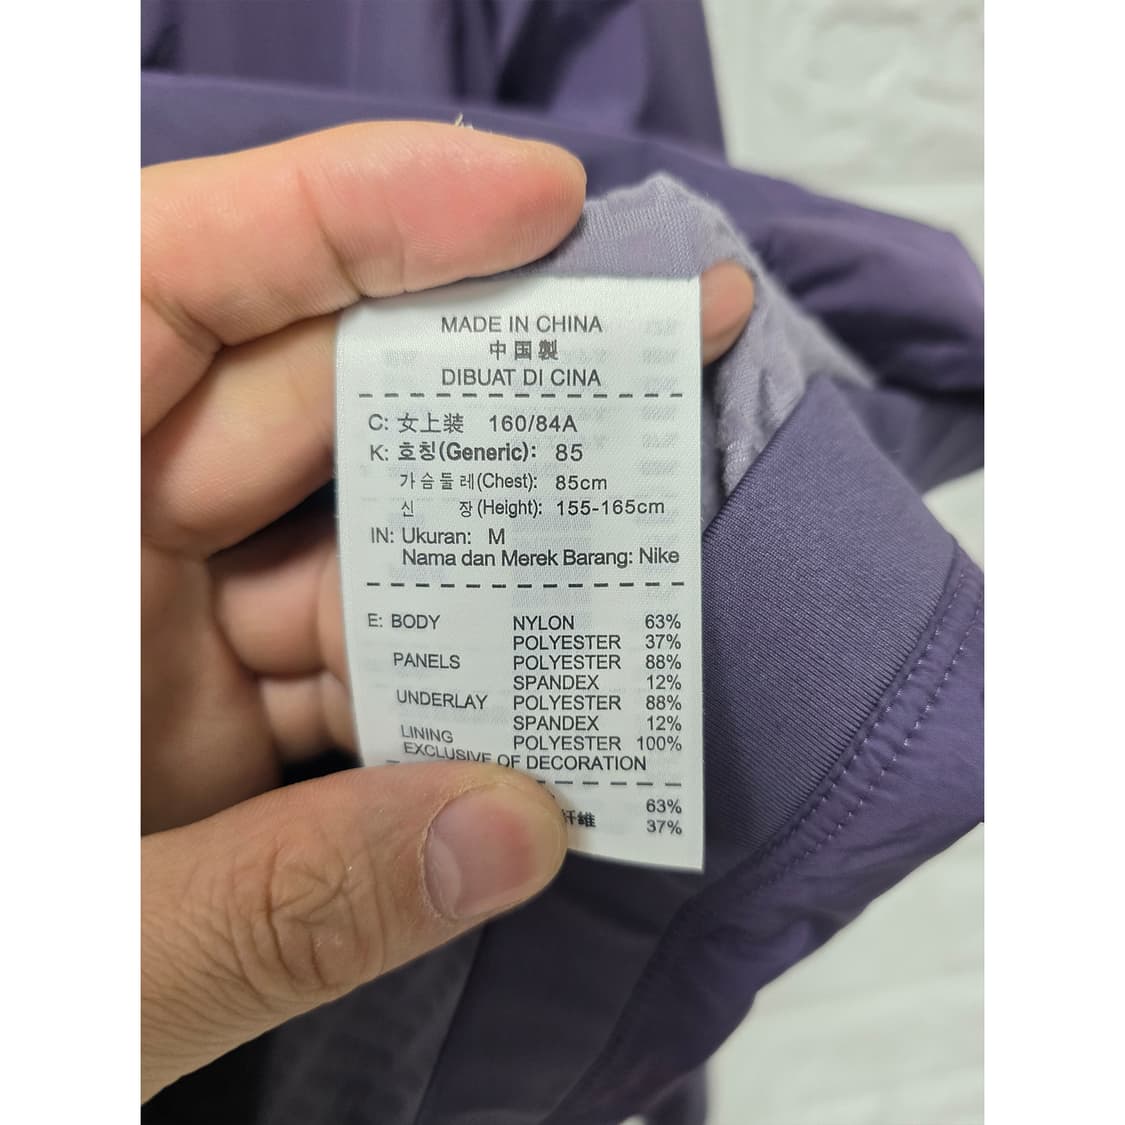 MADE IN CHINA
中国製
DIBUAT DI CINA
C: 女上装 160/84A
K: 호칭(Generic): 85
가슴둘레(Chest): 85cm
신 장(Height): 155-165cm
IN: Ukuran: M
Nama dan Merek Barang: Nike
E: BODY NYLON 63%
POLYESTER 37%
PANELS POLYESTER 88%
SPANDEX 12%
UNDERLAY POLYESTER 88%
SPANDEX 12%
LINING POLYESTER 100%
EXCLUSIVE OF DECORATION
63%
纤维 37%